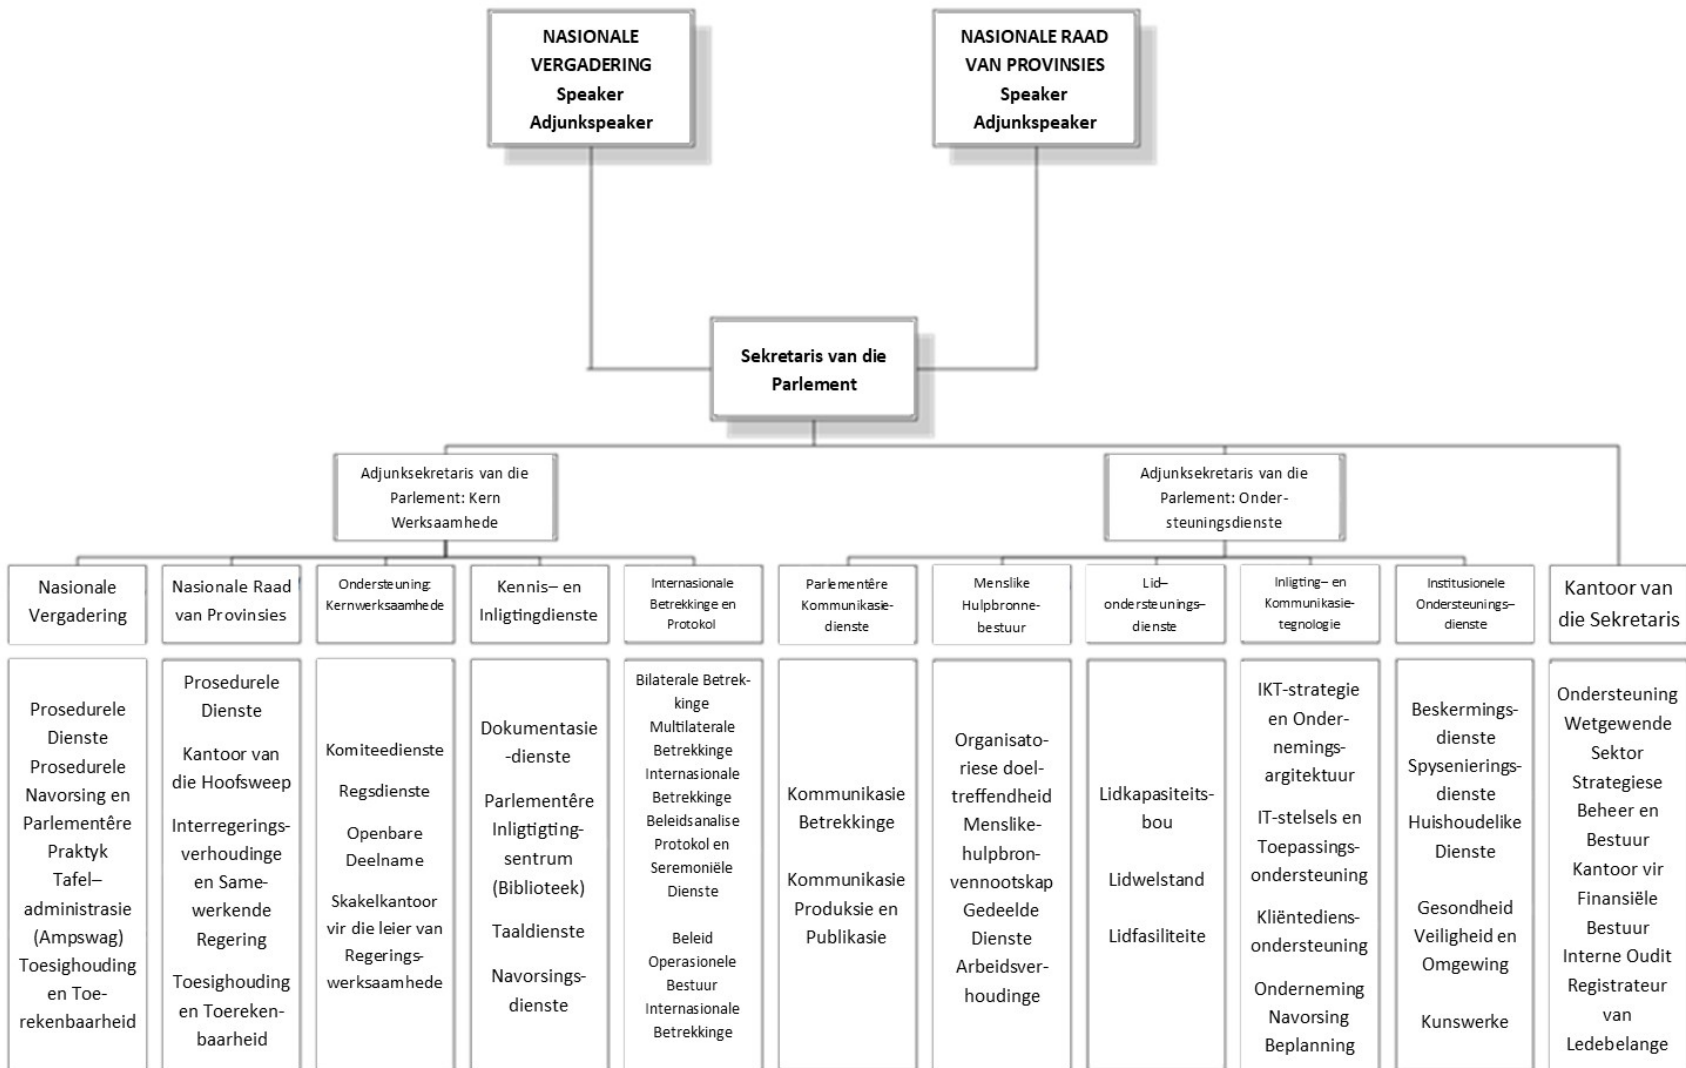 NASIONALE
VERGADERING
Speaker
Adjunkspeaker
NASIONALE RAAD
VAN PROVINSIES
Speaker
Adjunkspeaker
Sekretaris van die
Parlement
Adjunksekretaris van die
Parlement: Kern
Werksaamhede
Adjunksekretaris van die
Parlement: Onder-
steuningsdienste
Nasionale
Vergadering
Nasionale Raad
van Provinsies
Ondersteuning:
Kernwerksaamhede
Kennis– en
Inligtingdienste
Internasionale
Betrekkinge en
Protokol
Parlementêre
Kommunikasie-
dienste
Menslike
Hulpbronne-
bestuur
Lid–
ondersteunings–
dienste
Inligting– en
Kommunikasie-
tegnologie
Institusionele
Ondersteunings–
dienste
Kantoor van
die Sekretaris
Prosedurele
Dienste
Prosedurele
Navorsing en
Parlementêre
Praktyk
Tafel–
administrasie
(Ampswag)
Toesighouding
en Toe-
rekenbaarheid
Prosedurele
Dienste
Kantoor van
die Hoofsweep
Interregerings-
verhoudinge
en Same-
werkende
Regering
Toesighouding
en Toereken-
baarheid
Komiteedienste
Regsdienste
Openbare
Deelname
Skakelkantoor
vir die leier van
Regerings-
werksaamhede
Dokumentasie
-dienste
Parlementêre
Inligtigting-
sentrum
(Biblioteek)
Taaldienste
Navorsings-
dienste
Bilaterale Betrek-
kinge
Multilaterale
Betrekkinge
Internasionale
Betrekkinge
Beleidsanalise
Protokol en
Seremoniële
Dienste
Beleid
Operasionele
Bestuur
Internasionale
Betrekkinge
Kommunikasie
Betrekkinge
Kommunikasie
Produksie en
Publikasie
Organisato-
riese doel-
treffendheid
Menslike-
hulpbron-
vennootskap
Gedeelde
Dienste
Arbeidsver-
houdinge
Lidkapasiteits-
bou
Lidwelstand
Lidfasiliteite
IKT-strategie
en Onder-
nemings-
argitektuur
IT-stelsels en
Toepassings-
ondersteuning
Kliëntediens-
ondersteuning
Onderneming
Navorsing
Beplanning
Beskermings-
dienste
Spysenierings-
dienste
Huishoudelike
Dienste
Gesondheid
Veiligheid en
Omgewing
Kunswerke
Ondersteuning
Wetgewende
Sektor
Strategiese
Beheer en
Bestuur
Kantoor vir
Finansiële
Bestuur
Interne Oudit
Registrateur
van
Ledebelange